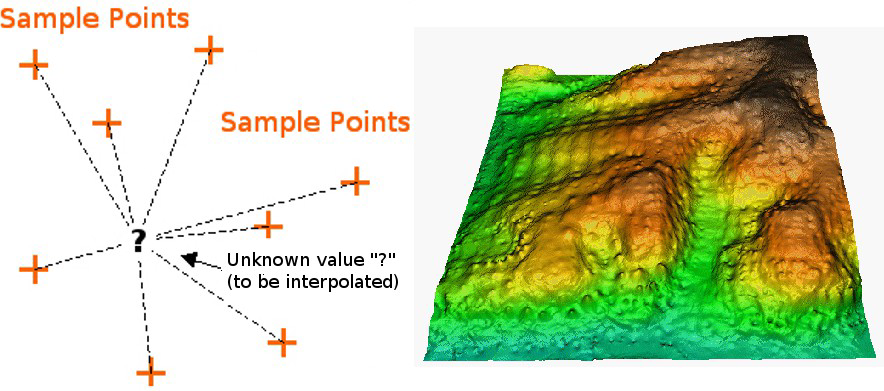 Sample Points
Sample Points
?
Unknown value "?"
(to be interpolated)